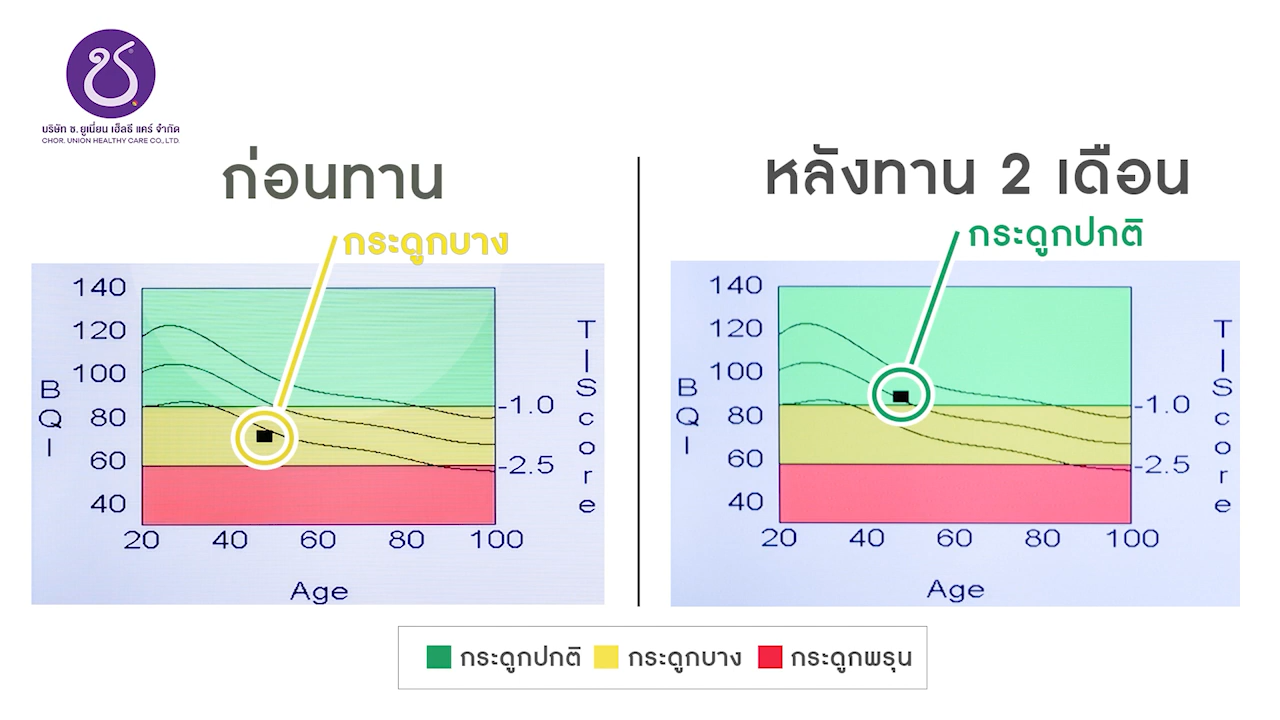 บริษัท ช. ยูเนี่ยน เฮ็ลธี แคร์ จำกัด
CHOR. UNION HEALTHY CARE CO.,LTD.
ก่อนทาน
กระดูกบาง
140
120
100
80
60
40
BQI
20 40 60 80 100
Age
-1.0
-2.5
T|Score
หลังทาน 2 เดือน
กระดูกปกติ
140
120
100
80
60
40
BQI
20 40 60 80 100
Age
-1.0
-2.5
T|Score
กระดูกปกติ กระดูกบาง กระดูกพรุน